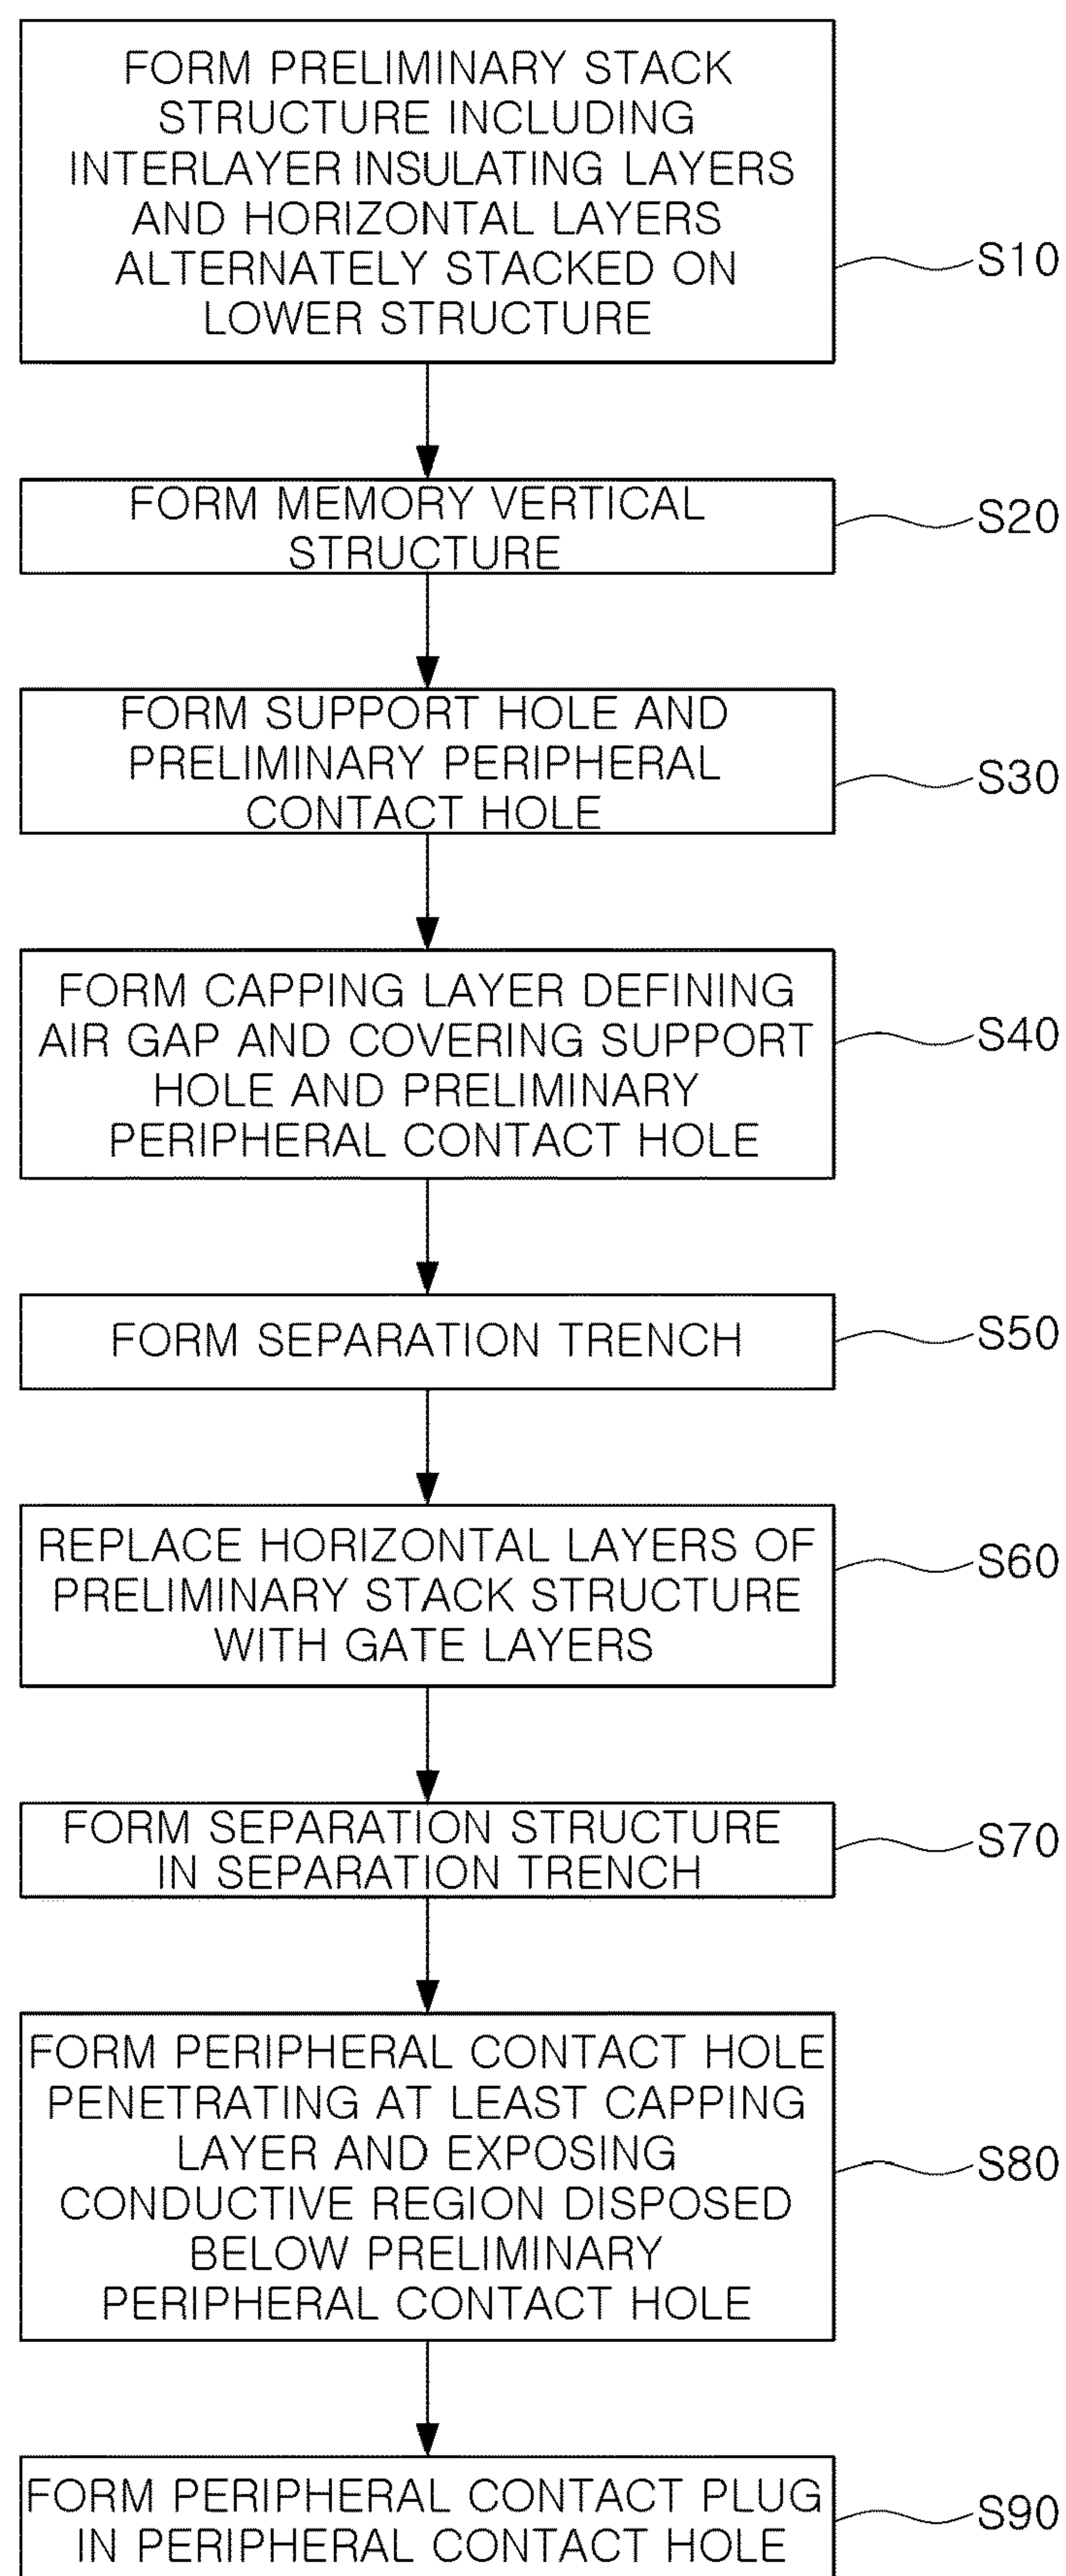 FORM PRELIMINARY STACK
STRUCTURE INCLUDING
INTERLAYER INSULATING LAYERS
AND HORIZONTAL LAYERS
ALTERNATELY STACKED ON
LOWER STRUCTURE
S10
FORM MEMORY VERTICAL
STRUCTURE
S20
FORM SUPPORT HOLE AND
PRELIMINARY PERIPHERAL
CONTACT HOLE
S30
FORM CAPPING LAYER DEFINING
AIR GAP AND COVERING SUPPORT
HOLE AND PRELIMINARY
PERIPHERAL CONTACT HOLE
S40
FORM SEPARATION TRENCH
S50
REPLACE HORIZONTAL LAYERS OF
PRELIMINARY STACK STRUCTURE
WITH GATE LAYERS
S60
FORM SEPARATION STRUCTURE
IN SEPARATION TRENCH
S70
FORM PERIPHERAL CONTACT HOLE
PENETRATING AT LEAST CAPPING
LAYER AND EXPOSING
CONDUCTIVE REGION DISPOSED
BELOW PRELIMINARY
PERIPHERAL CONTACT HOLE
S80
FORM PERIPHERAL CONTACT PLUG
IN PERIPHERAL CONTACT HOLE
S90